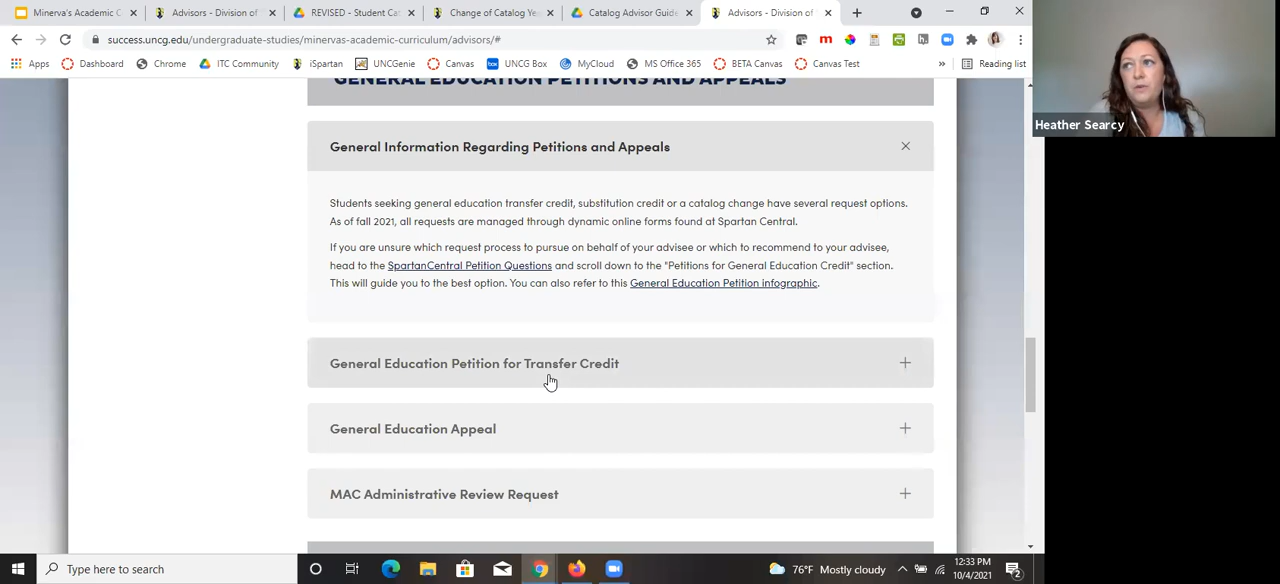 Minerva's Academic C
Advisors - Division of
REVISED - Student Ca
Change of Catalog Yea
Catalog Advisor Guide
Advisors - Division of
success.uncg.edu/undergraduate-studies/minervas-academic-curriculum/advisors/#
Apps
Dashboard
Chrome
ITC Community
iSpartan
UNCGenie
Canvas
UNCG Box
MyCloud
MS Office 365
BETA Canvas
Canvas Test
»
Reading list
Heather Searcy
GENERAL EDUCATION PETITIONS AND APPEALS
General Information Regarding Petitions and Appeals
Students seeking general education transfer credit, substitution credit or a catalog change have several request options.
As of fall 2021, all requests are managed through dynamic online forms found at Spartan Central.
If you are unsure which request process to pursue on behalf of your advisee or which to recommend to your advisee,
head to the SpartanCentral Petition Questions and scroll down to the "Petitions for General Education Credit" section.
This will guide you to the best option. You can also refer to this General Education Petition infographic.
General Education Petition for Transfer Credit
General Education Appeal
MAC Administrative Review Request
Type here to search
76°F Mostly cloudy
12:33 PM
10/4/2021
2